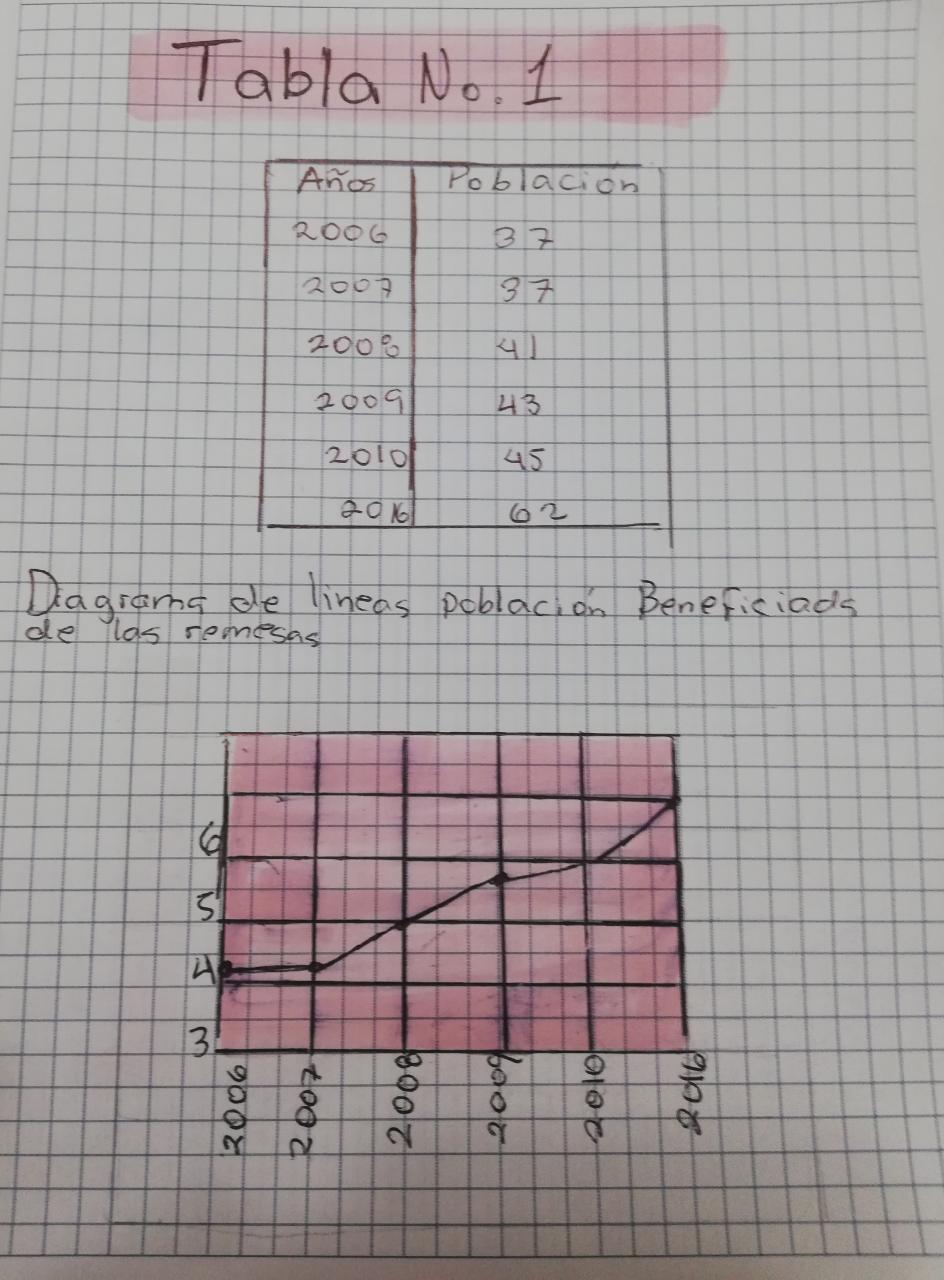 Tabla No. 1
Años Población
2006 37
2007 37
2008 41
2009 43
2010 45
2016 62
Diagrama de lineas población Beneficiada
de las remesas
6
5
4
3
2006 2007 2008 2009 2010 2016